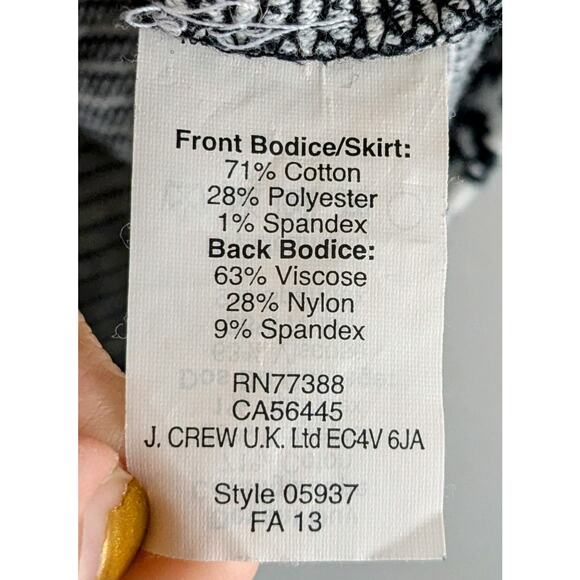 Front Bodice/Skirt:
71% Cotton
28% Polyester
1% Spandex
Back Bodice:
63% Viscose
28% Nylon
9% Spandex
RN77388
CA56445
J. CREW U.K. Ltd EC4V 6JA
Style 05937
FA 13